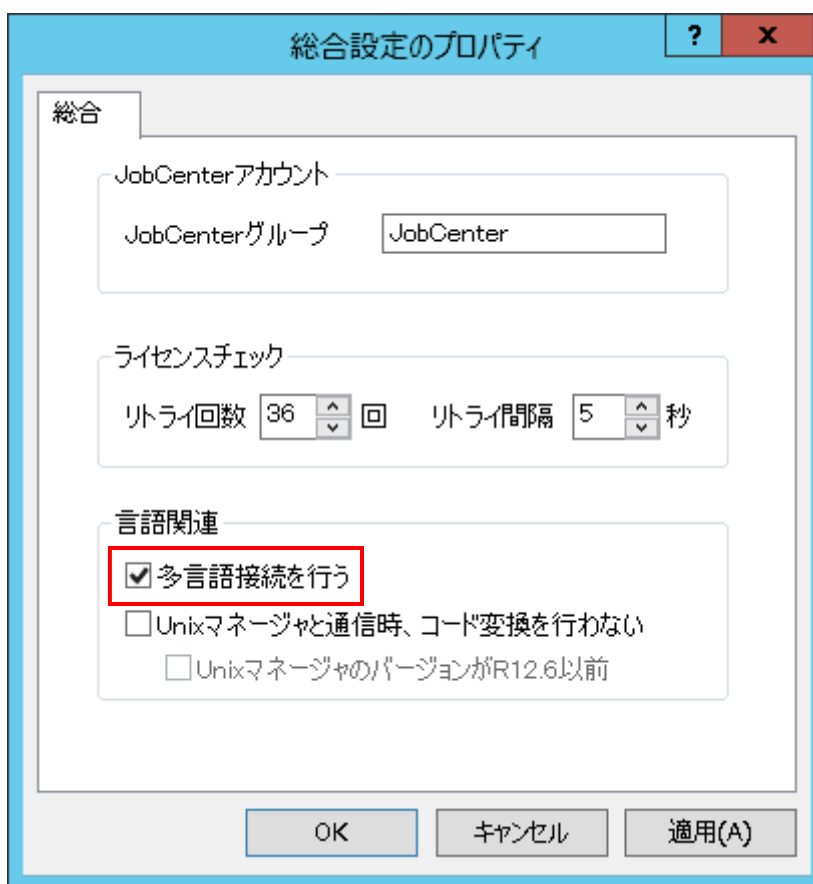 総合設定のプロパティ ? x
総合
JobCenterアカウント
JobCenterグループ JobCenter
ライセンスチェック
リトライ回数 36 回 リトライ間隔 5 秒
言語関連
多言語接続を行う
Unixマネージャと通信時、コード変換を行わない
UnixマネージャのバージョンがR12.6以前
OK キャンセル 適用(A)